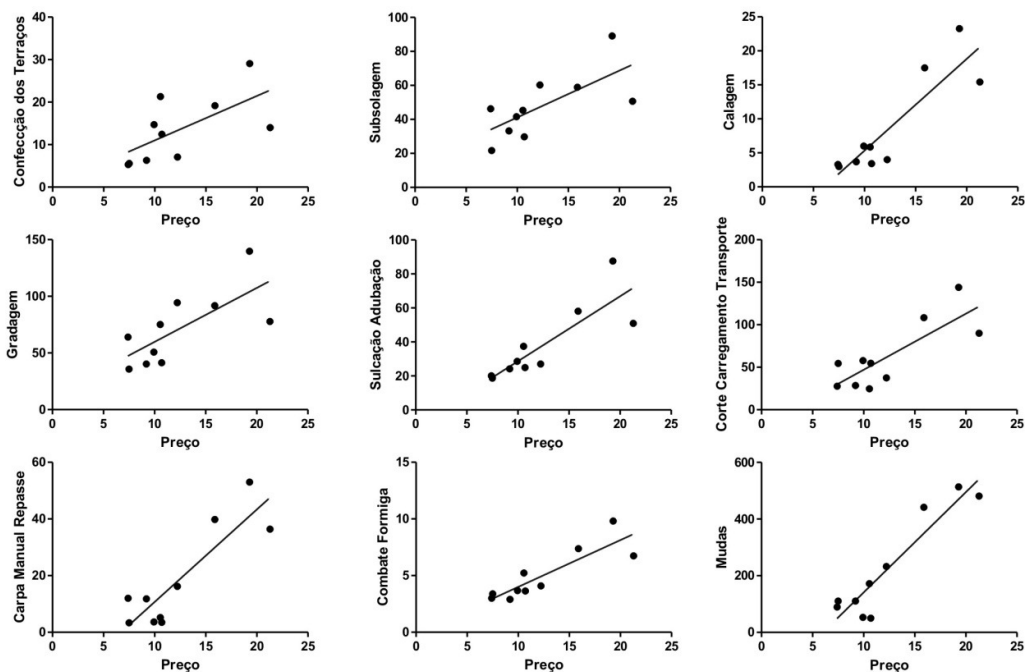 Confeccção dos Terraços
40
30
20
10
0
0 5 10 15 20 25
Preço
Subsolagem
100
80
60
40
20
0
0 5 10 15 20 25
Preço
Calagem
25
20
15
10
5
0
0 5 10 15 20 25
Preço
Gradagem
150
100
50
0
0 5 10 15 20 25
Preço
Sulcação Adubação
100
80
60
40
20
0
0 5 10 15 20 25
Preço
Corte Carregamento Transporte
200
150
100
50
0
0 5 10 15 20 25
Preço
Carpa Manual Repasse
60
40
20
0
0 5 10 15 20 25
Preço
Combate Formiga
15
10
5
0
0 5 10 15 20 25
Preço
Mudas
600
400
200
0
0 5 10 15 20 25
Preço